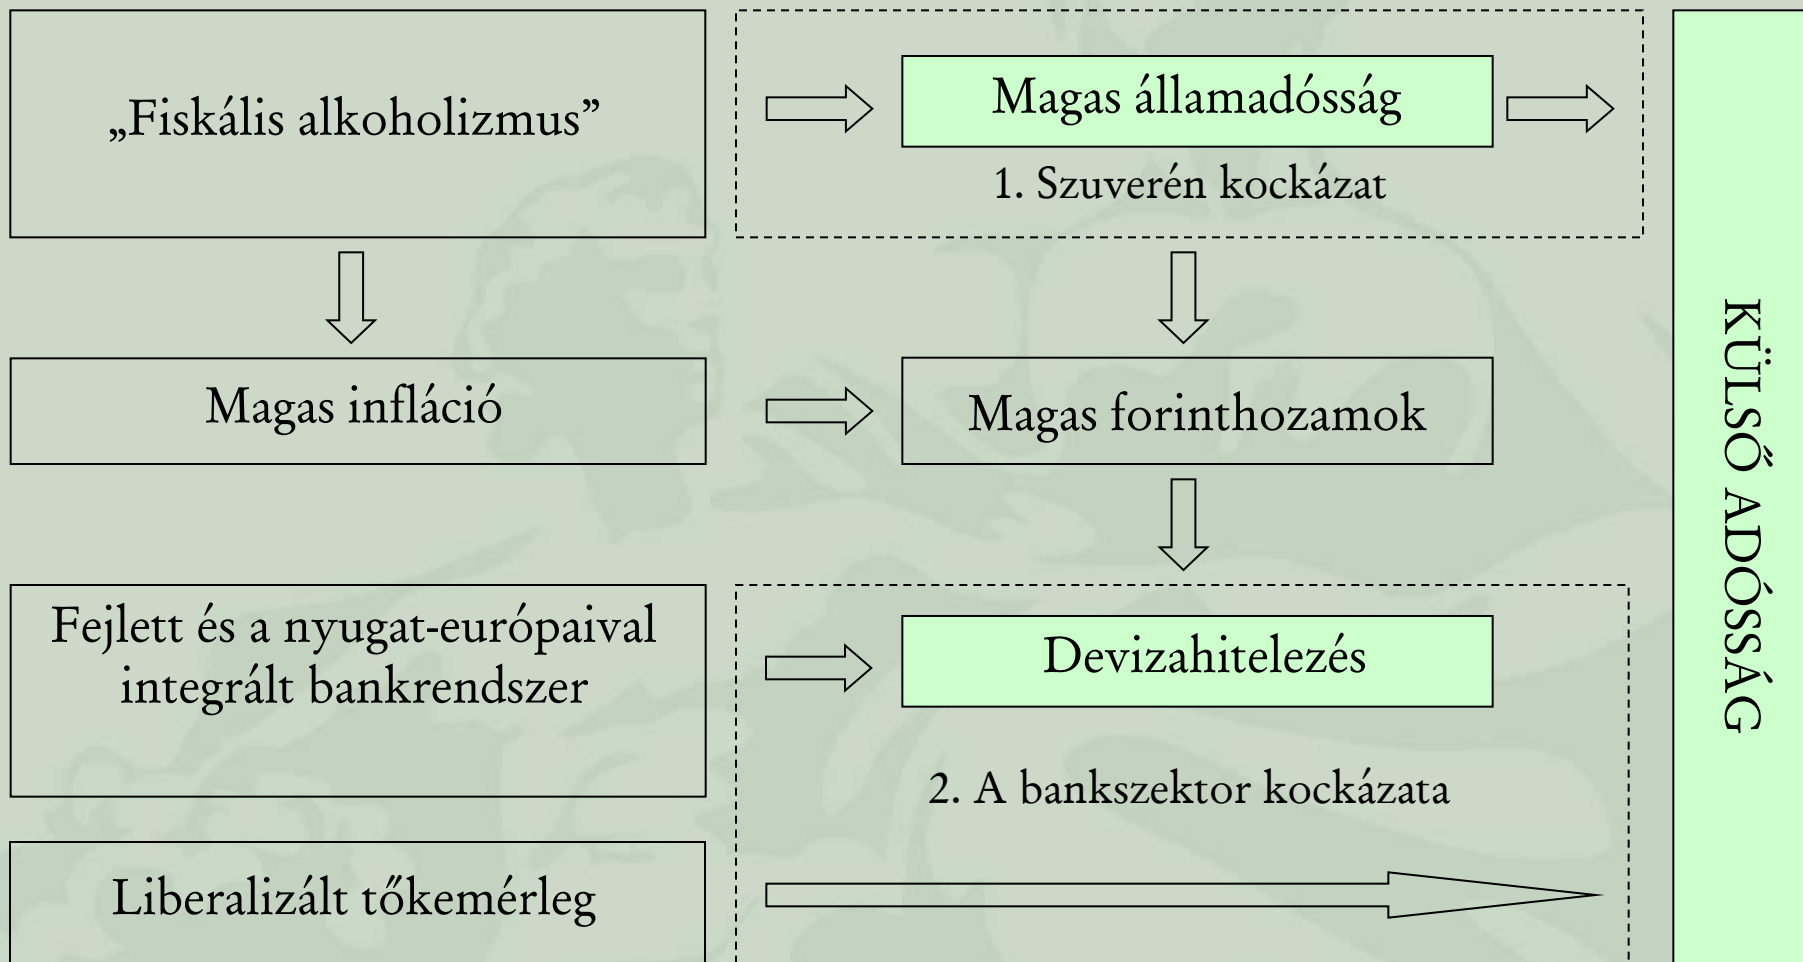 „Fiskális alkoholizmus”
Magas államadósság
1. Szuverén kockázat
Magas infláció
Magas forinthozamok
Fejlett és a nyugat-európaival
integrált bankrendszer
Devizahitelezés
2. A bankszektor kockázata
Liberalizált tőkemérleg
KÜLSŐ ADÓSSÁG